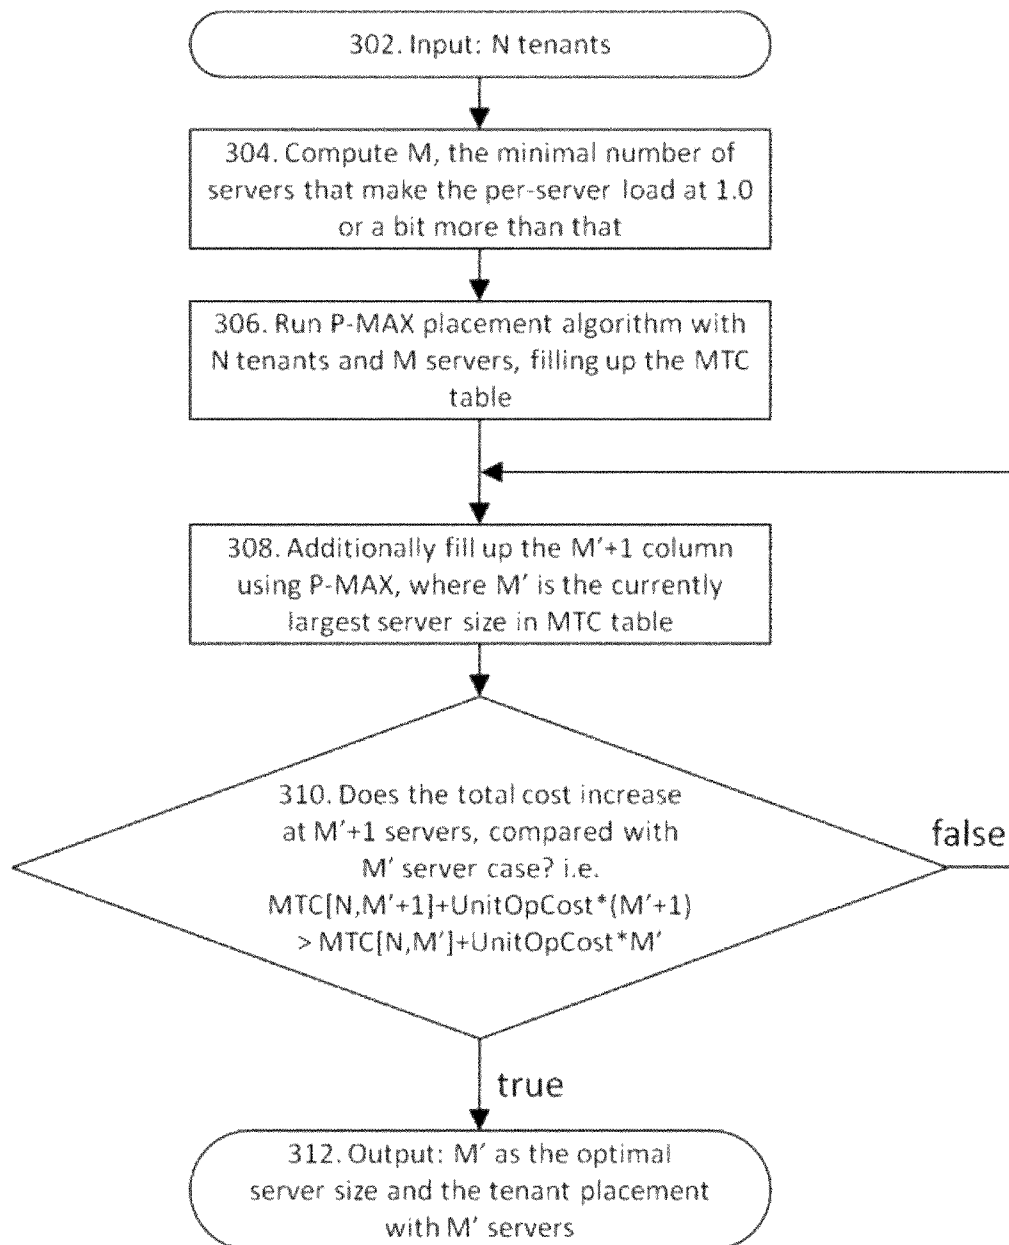 302. Input: N tenants
304. Compute M, the minimal number of
servers that make the per-server load at 1.0
or a bit more than that
306. Run P-MAX placement algorithm with
N tenants and M servers, filling up the MTC
table
308. Additionally fill up the M′+1 column
using P-MAX, where M′ is the currently
largest server size in MTC table
310. Does the total cost increase
at M′+1 servers, compared with
M′ server case? i.e.
MTC[N,M′+1]+UnitOpCost*(M′+1)
> MTC[N,M′]+UnitOpCost*M′
false
true
312. Output: M′ as the optimal
server size and the tenant placement
with M′ servers